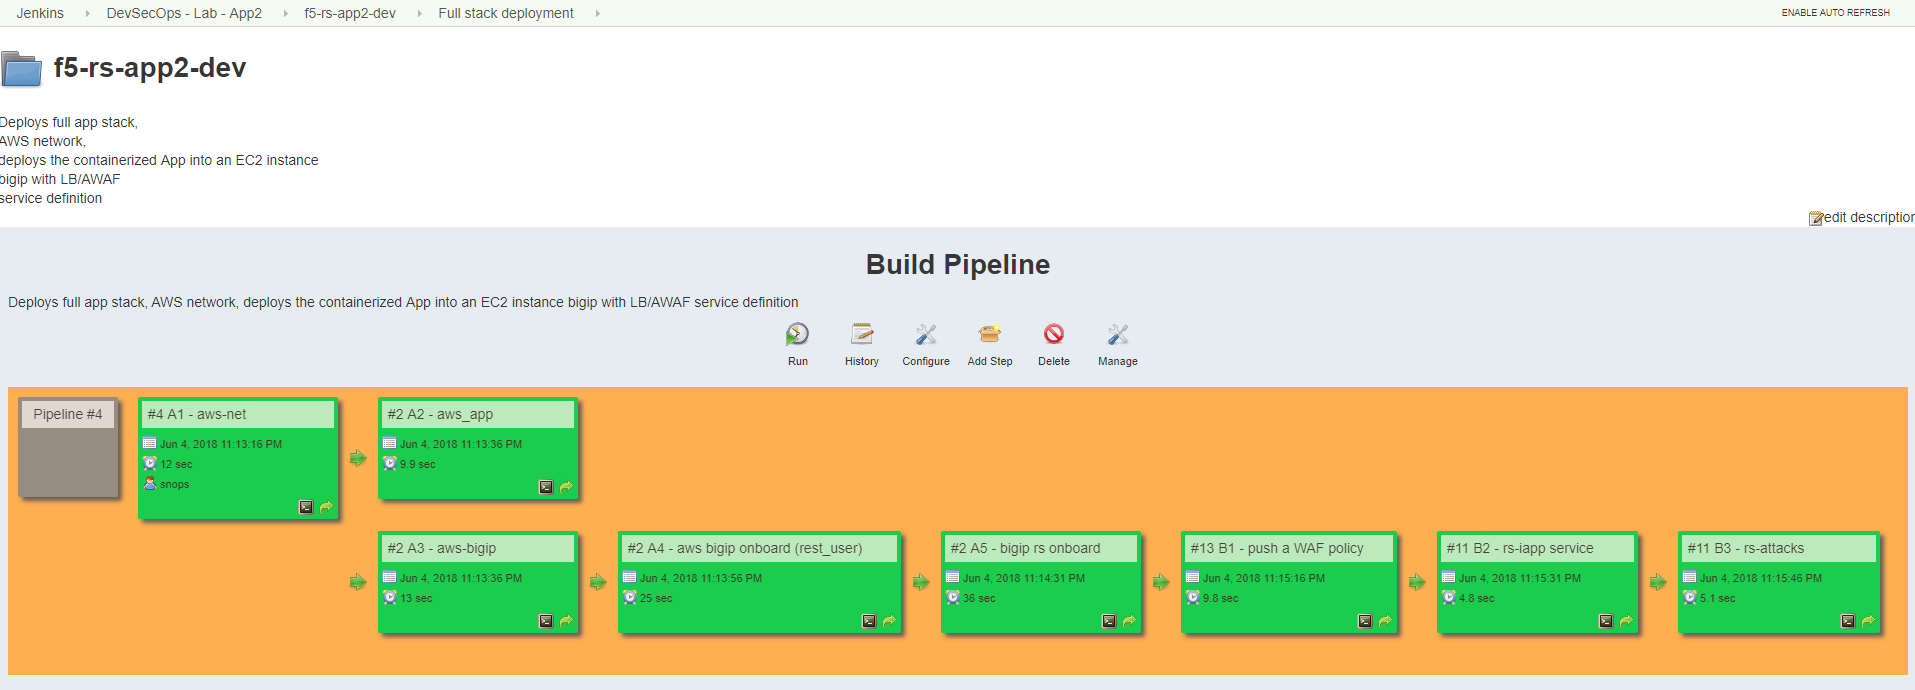 Jenkins DevSecOps - Lab - App2 f5-rs-app2-dev Full stack deployment ENABLE AUTO REFRESH
f5-rs-app2-dev
Deploys full app stack,
AWS network,
deploys the containerized App into an EC2 instance
bigip with LB/AWAF
service definition
edit description
Build Pipeline
Deploys full app stack, AWS network, deploys the containerized App into an EC2 instance bigip with LB/AWAF service definition
Run History Configure Add Step Delete Manage
Pipeline #4
#4 A1 - aws-net
Jun 4, 2018 11:13:16 PM
12 sec
snops
#2 A2 - aws_app
Jun 4, 2018 11:13:36 PM
9.9 sec
#2 A3 - aws-bigip
Jun 4, 2018 11:13:36 PM
13 sec
#2 A4 - aws bigip onboard (rest_user)
Jun 4, 2018 11:13:56 PM
25 sec
#2 A5 - bigip rs onboard
Jun 4, 2018 11:14:31 PM
36 sec
#13 B1 - push a WAF policy
Jun 4, 2018 11:15:16 PM
9.8 sec
#11 B2 - rs-iapp service
Jun 4, 2018 11:15:31 PM
4.8 sec
#11 B3 - rs-attacks
Jun 4, 2018 11:15:46 PM
5.1 sec